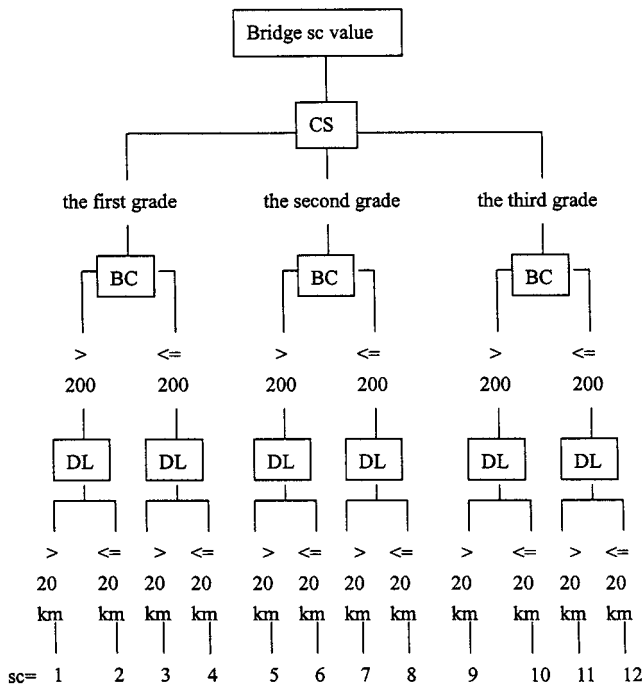 Bridge sc value
CS
the first grade the second grade the third grade
BC BC BC
> <= > <= > <=
200 200 200 200 200 200
DL DL DL DL DL DL
> <= > <= > <= > <= > <= > <=
20 20 20 20 20 20 20 20 20 20 20 20
km km km km km km km km km km km km
sc= 1 2 3 4 5 6 7 8 9 10 11 12